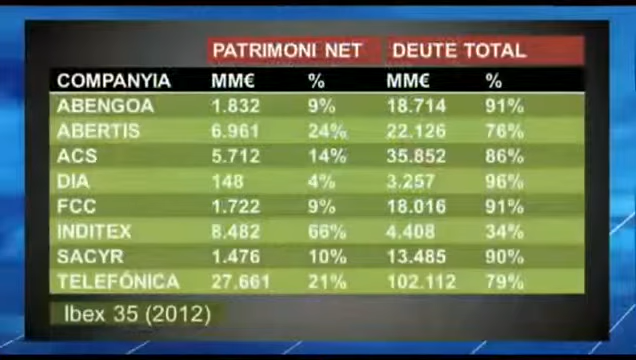 PATRIMONI NET DEUTE TOTAL
COMPANYIA MM€ % MM€ %
ABENGOA 1.832 9% 18.714 91%
ABERTIS 6.961 24% 22.126 76%
ACS 5.712 14% 35.852 86%
DIA 148 4% 3.257 96%
FCC 1.722 9% 18.016 91%
INDITEX 8.482 66% 4.408 34%
SACYR 1.476 10% 13.485 90%
TELEFÓNICA 27.661 21% 102.112 79%
Ibex 35 (2012)